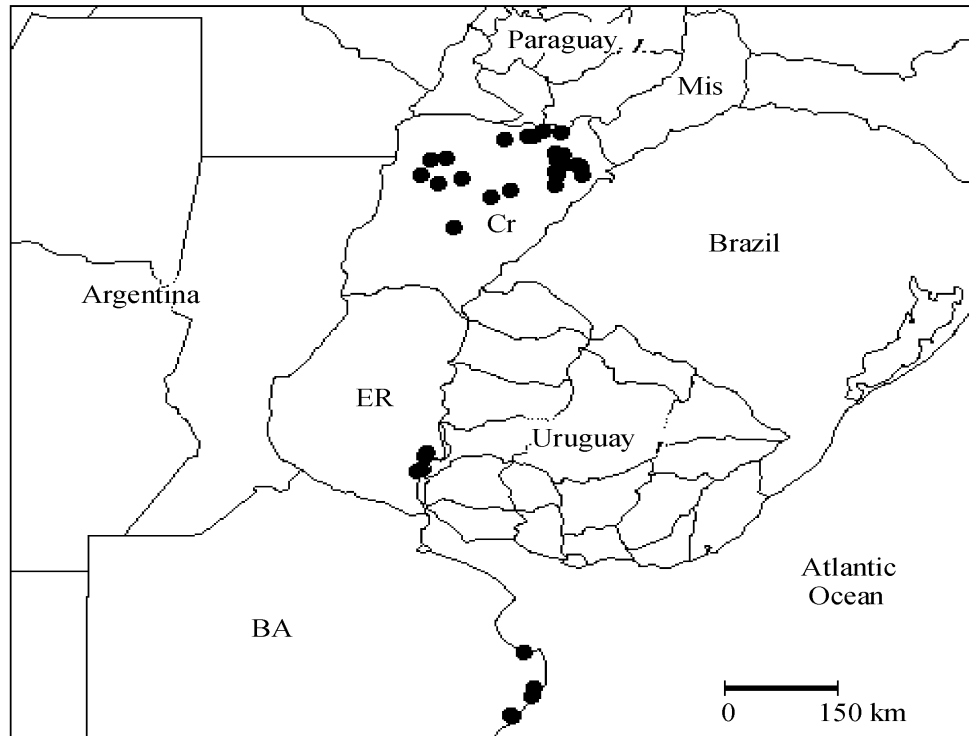 Paraguay
Mis
Cr
Brazil
Argentina
ER
Uruguay
Atlantic
Ocean
BA
0 150 km